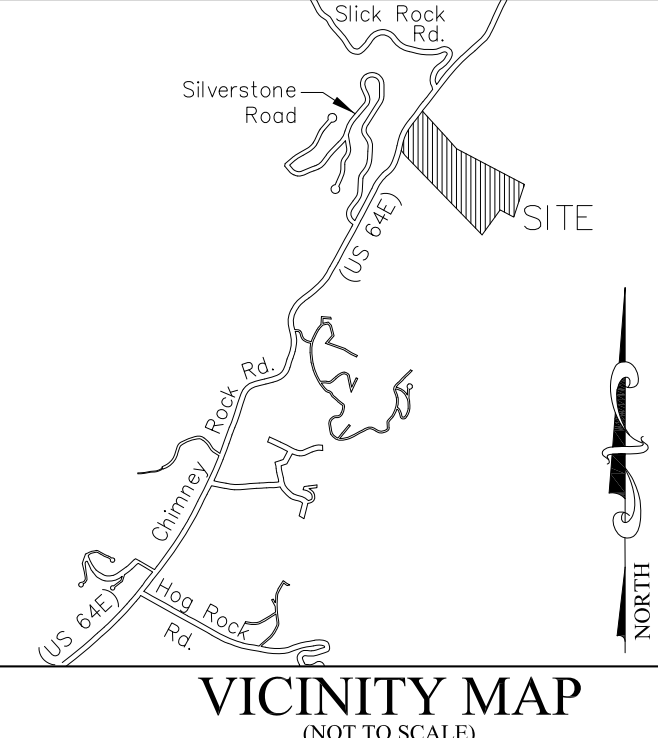 Slick Rock
Rd.
Silverstone
Road
SITE
(US 64E)
Chimney Rock Rd.
Hog Rock
Rd.
(US 64E)
NORTH
VICINITY MAP
(NOT TO SCALE)